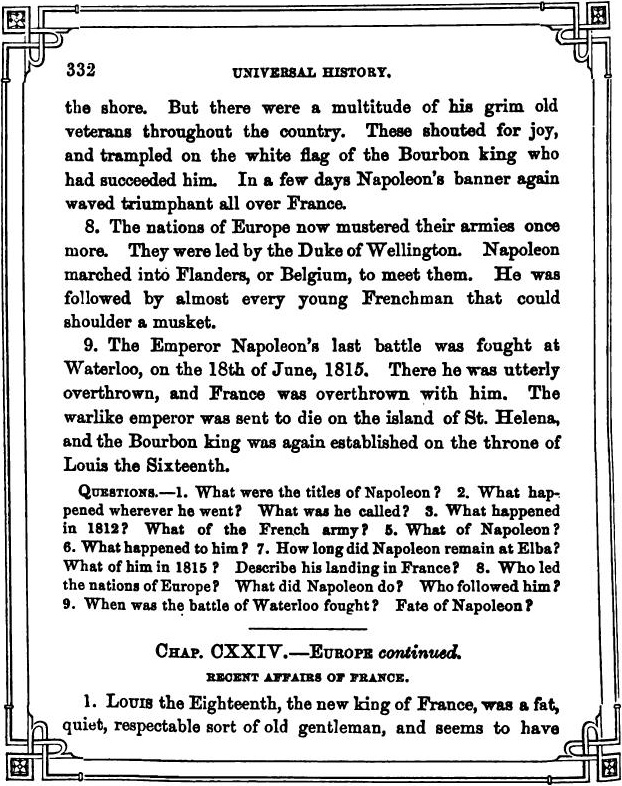 332 UNIVERSAL HISTORY.
the shore. But there were a multitude of his grim old
veterans throughout the country. These shouted for joy,
and trampled on the white flag of the Bourbon king who
had succeeded him. In a few days Napoleon's banner again
waved triumphant all over France.
8. The nations of Europe now mustered their armies once
more. They were led by the Duke of Wellington. Napoleon
marched into Flanders, or Belgium, to meet them. He was
followed by almost every young Frenchman that could
shoulder a musket.
9. The Emperor Napoleon's last battle was fought at
Waterloo, on the 18th of June, 1815. There he was utterly
overthrown, and France was overthrown with him. The
warlike emperor was sent to die on the island of St. Helena,
and the Bourbon king was again established on the throne of
Louis the Sixteenth.
QUESTIONS.—1. What were the titles of Napoleon? 2. What hap-
pened wherever he went? What was he called? 3. What happened
in 1812? What of the French army? 5. What of Napoleon?
6. What happened to him? 7. How long did Napoleon remain at Elba?
What of him in 1815? Describe his landing in France? 8. Who led
the nations of Europe? What did Napoleon do? Who followed him?
9. When was the battle of Waterloo fought? Fate of Napoleon?
CHAP. CXXIV.—EUROPE continued.
RECENT AFFAIRS OF FRANCE.
1. LOUIS the Eighteenth, the new king of France, was a fat,
quiet, respectable sort of old gentleman, and seems to have